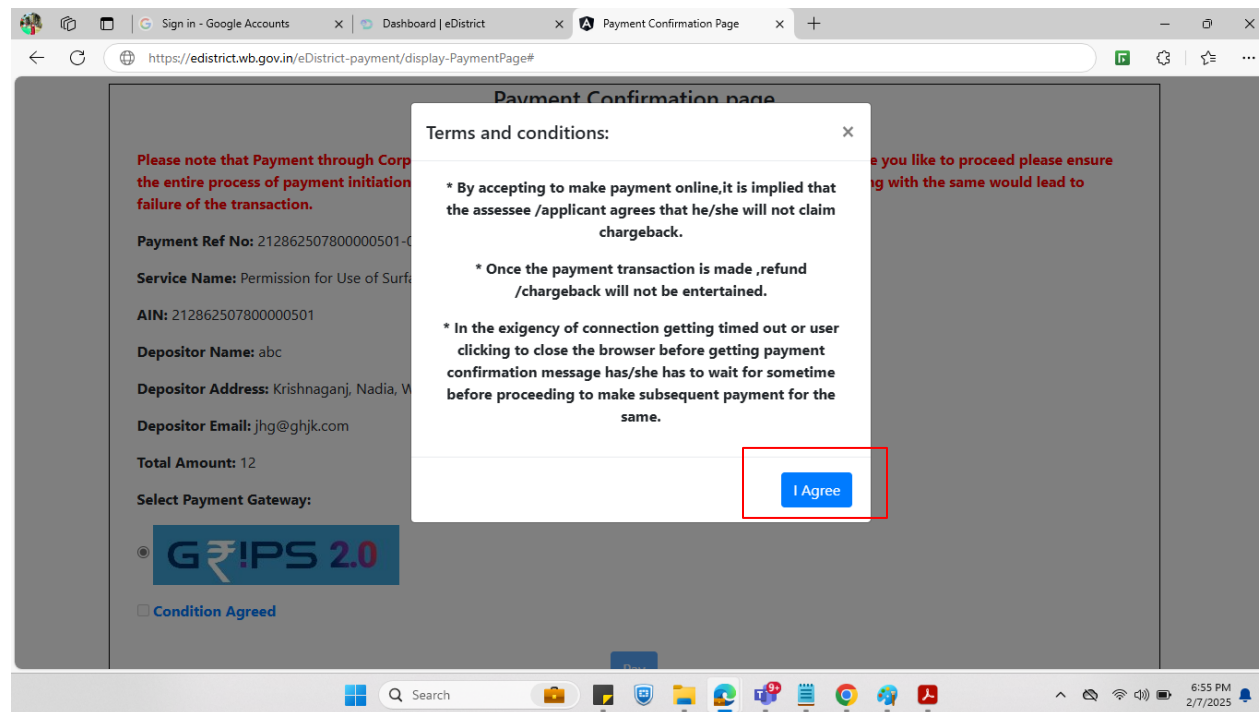 Sign in - Google Accounts
Dashboard | eDistrict
Payment Confirmation Page
https://edistrict.wb.gov.in/eDistrict-payment/display-PaymentPage#
Payment Confirmation page
Terms and conditions:
Please note that Payment through Corp
e you like to proceed please ensure
the entire process of payment initiation
ng with the same would lead to
failure of the transaction.
* By accepting to make payment online,it is implied that
the assessee /applicant agrees that he/she will not claim
chargeback.
* Once the payment transaction is made ,refund
/chargeback will not be entertained.
* In the exigency of connection getting timed out or user
clicking to close the browser before getting payment
confirmation message has/she has to wait for sometime
before proceeding to make subsequent payment for the
same.
I Agree
Payment Ref No: 212862507800000501-
Service Name: Permission for Use of Surfa
AIN: 212862507800000501
Depositor Name: abc
Depositor Address: Krishnaganj, Nadia, W
Depositor Email: jhg@ghjk.com
Total Amount: 12
Select Payment Gateway:
G₹!PS 2.0
Condition Agreed
Pay
Search
9+
6:55 PM
2/7/2025